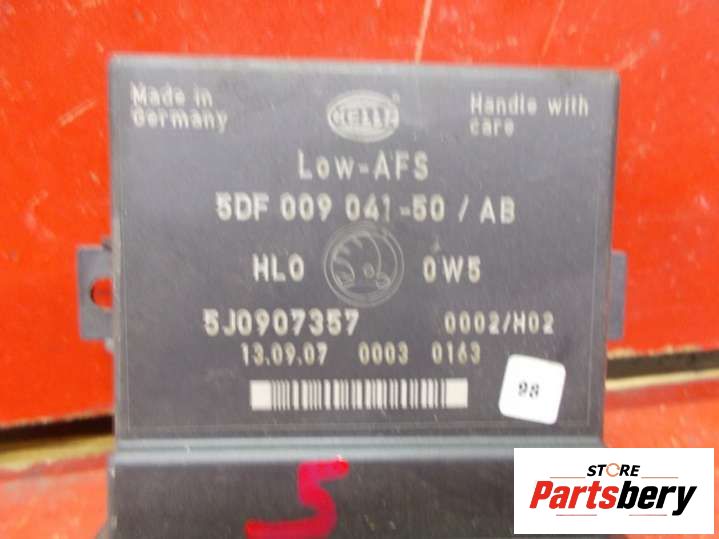 Made in
Germany
HELLA
Handle with
care
Low-AFS
5DF 009 041-50 / AB
HLO
0W5
5J0907357
0002/H02
13.09.07 0003 0163
98
5
STORE
Partsbery